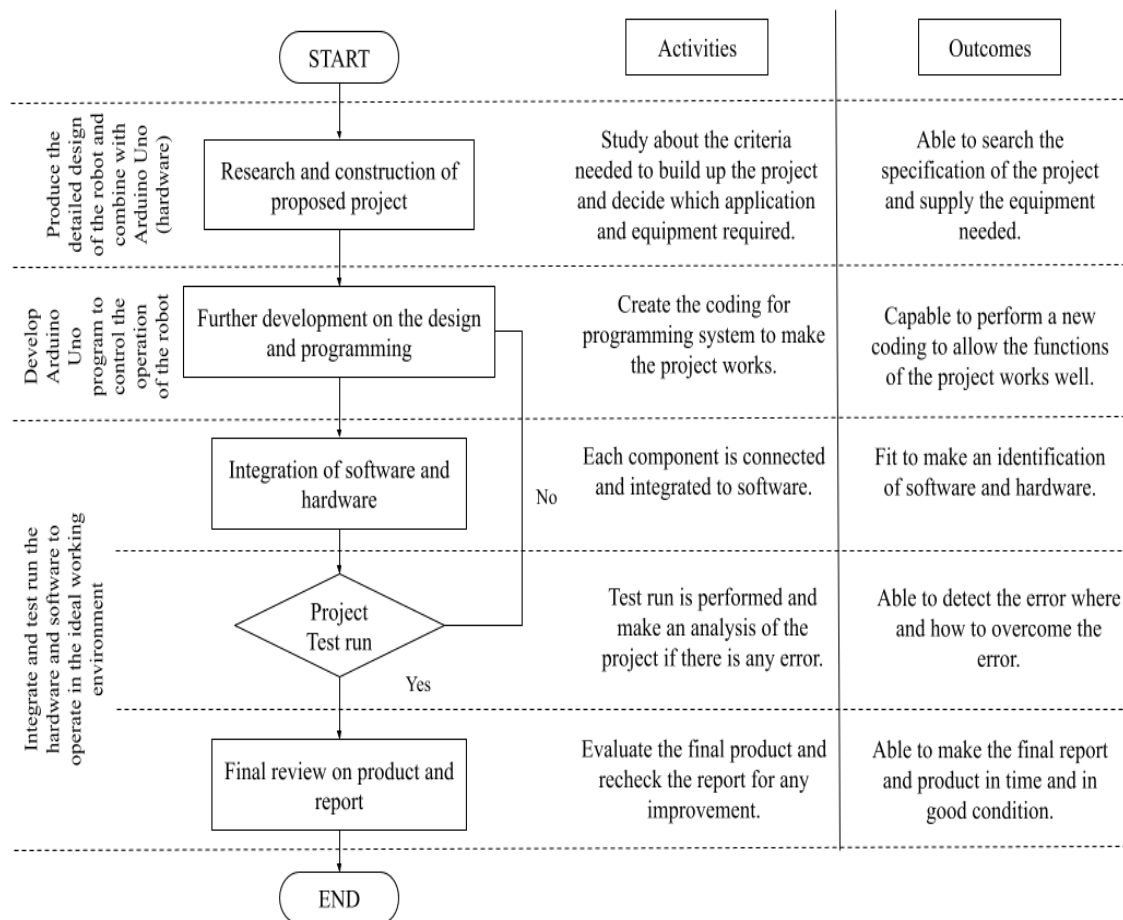 START
Activities
Outcomes
Produce the
detailed design
of the robot and
combine with
Arduino Uno
(hardware)
Research and construction of
proposed project
Study about the criteria
needed to build up the project
and decide which application
and equipment required.
Able to search the
specification of the project
and supply the equipment
needed.
Develop
Arduino
Uno
program to
control the
operation
of the robot
Further development on the design
and programming
Create the coding for
programming system to make
the project works.
Capable to perform a new
coding to allow the functions
of the project works well.
Integrate and test run the
hardware and software to
operate in the ideal working
environment
Integration of software and
hardware
No
Each component is connected
and integrated to software.
Fit to make an identification
of software and hardware.
Project
Test run
Yes
Test run is performed and
make an analysis of the
project if there is any error.
Able to detect the error where
and how to overcome the
error.
Final review on product and
report
Evaluate the final product and
recheck the report for any
improvement.
Able to make the final report
and product in time and in
good condition.
END